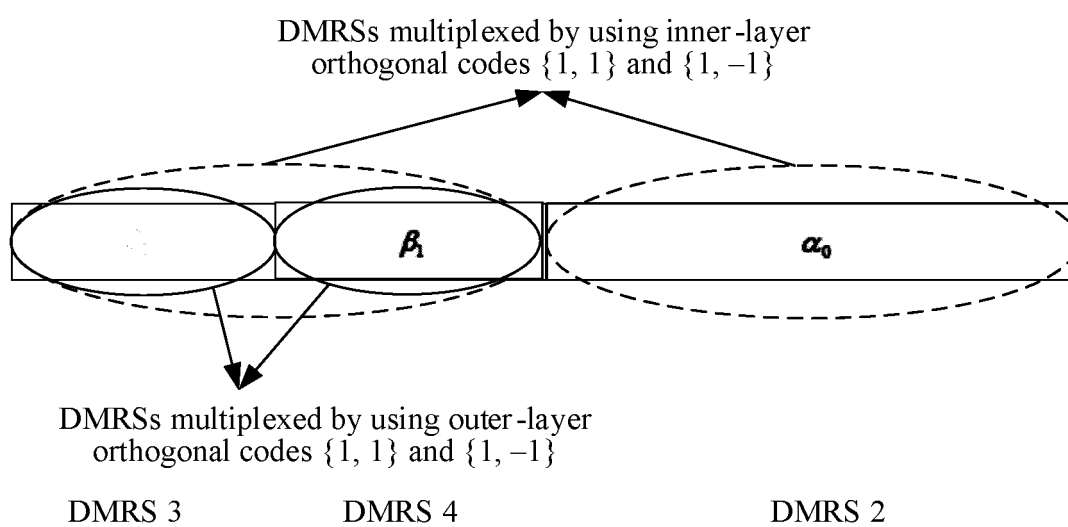 DMRSs multiplexed by using inner-layer
orthogonal codes {1, 1} and {1, –1}
β₁
α₀
DMRSs multiplexed by using outer-layer
orthogonal codes {1, 1} and {1, –1}
DMRS 3
DMRS 4
DMRS 2